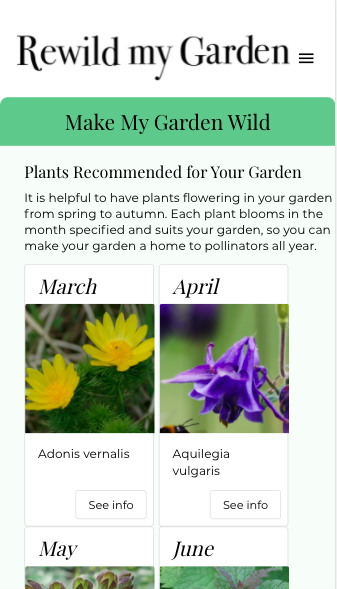 Rewild my Garden
Make My Garden Wild
Plants Recommended for Your Garden
It is helpful to have plants flowering in your garden
from spring to autumn. Each plant blooms in the
month specified and suits your garden, so you can
make your garden a home to pollinators all year.
March
April
Adonis vernalis
Aquilegia
vulgaris
See info
See info
May
June